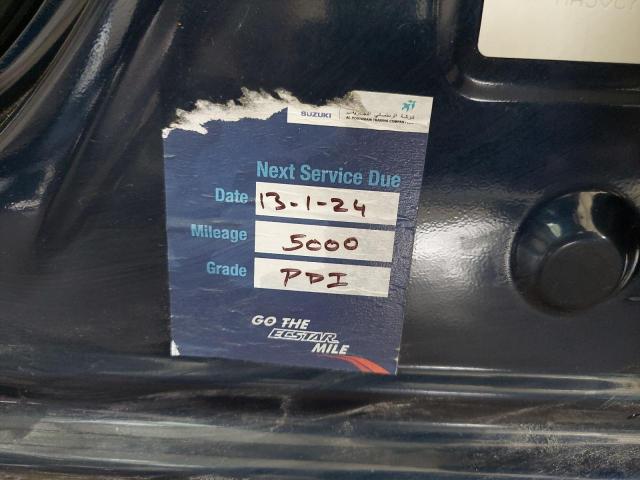 SUZUKI
Next Service Due
Date 13-1-24
Mileage 5000
Grade PDI
GO THE
ECSTAR
MILE